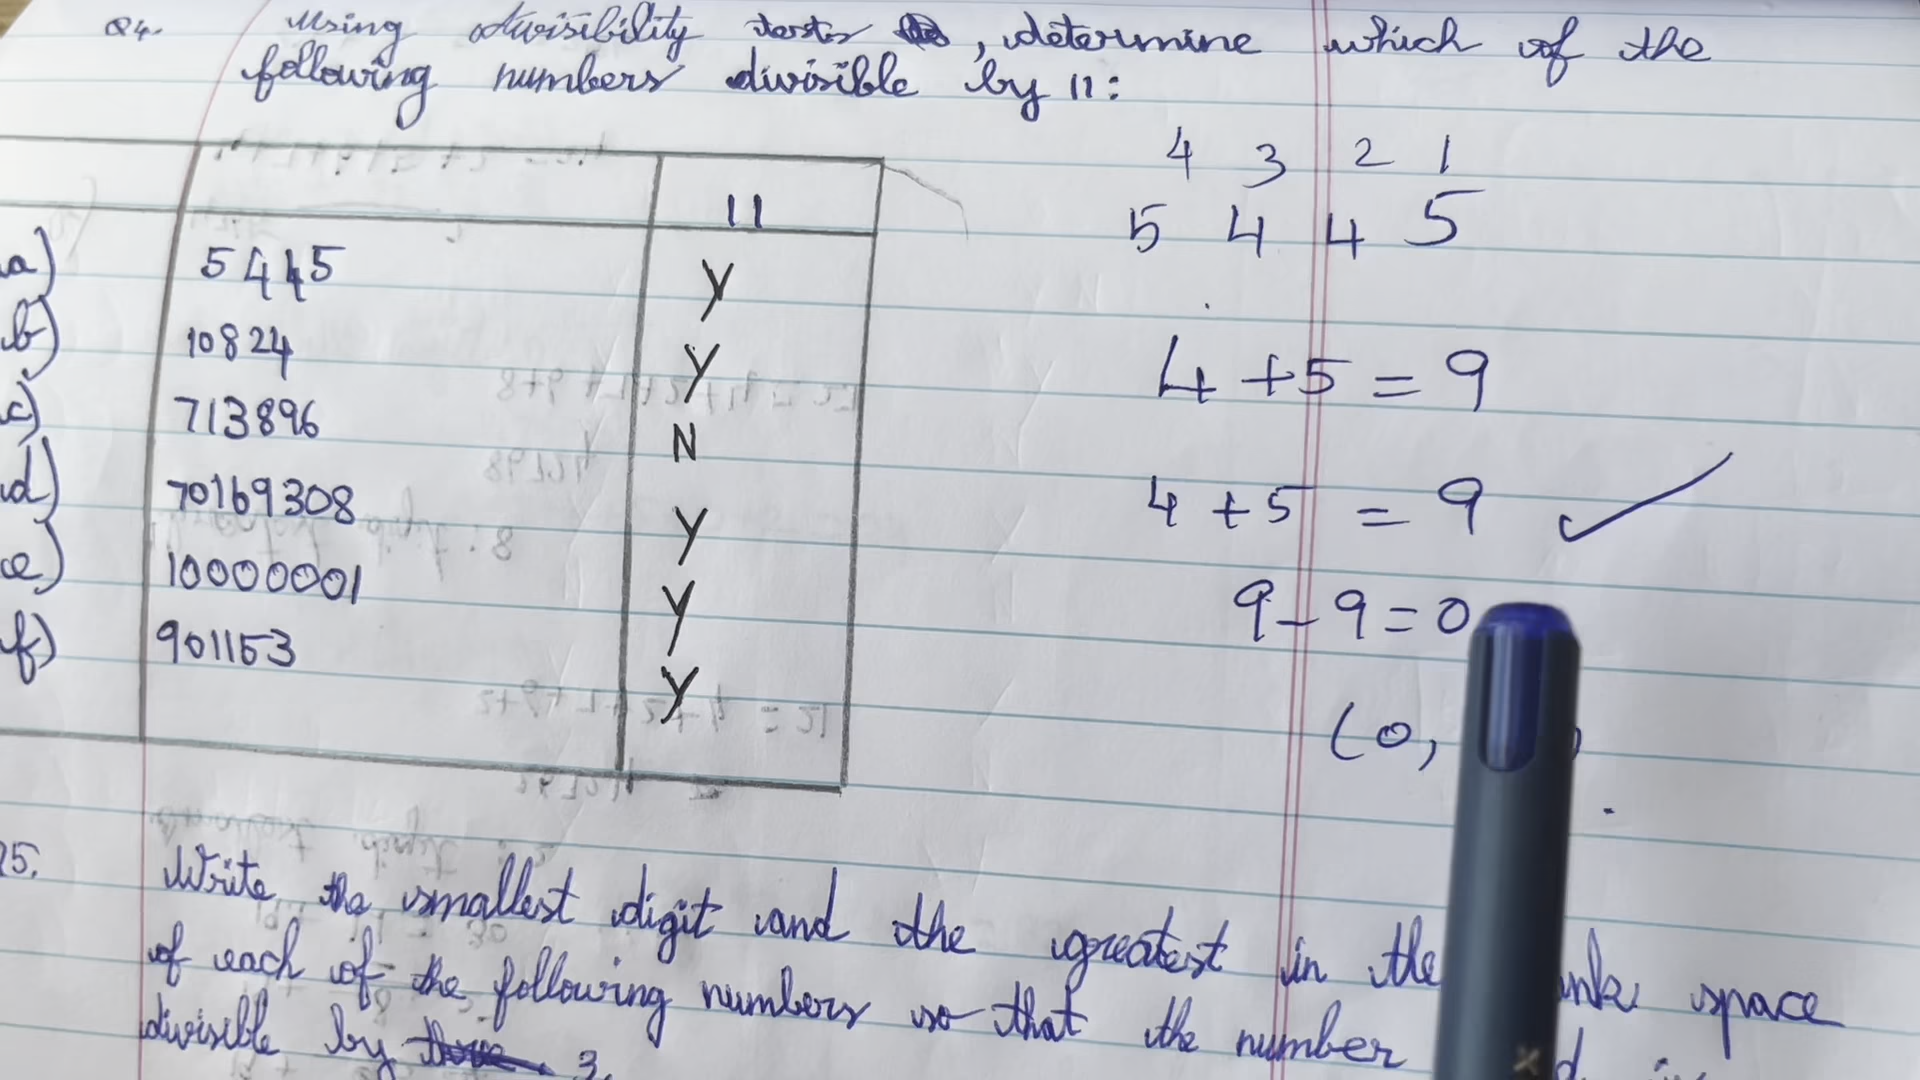 Q4. Using divisibility tests, determine which of the
following numbers divisible by 11:
11
a) 5445 Y
b) 10824 Y
c) 713896 N
d) 70169308 Y
e) 10000001 Y
f) 901153 Y
4 3 2 1
5 4 4 5
4 + 5 = 9
4 + 5 = 9 ✓
9 - 9 = 0
(0,
)
Write the smallest digit and the greatest in the
space
of each of the following numbers so that the number
divisible by 3.